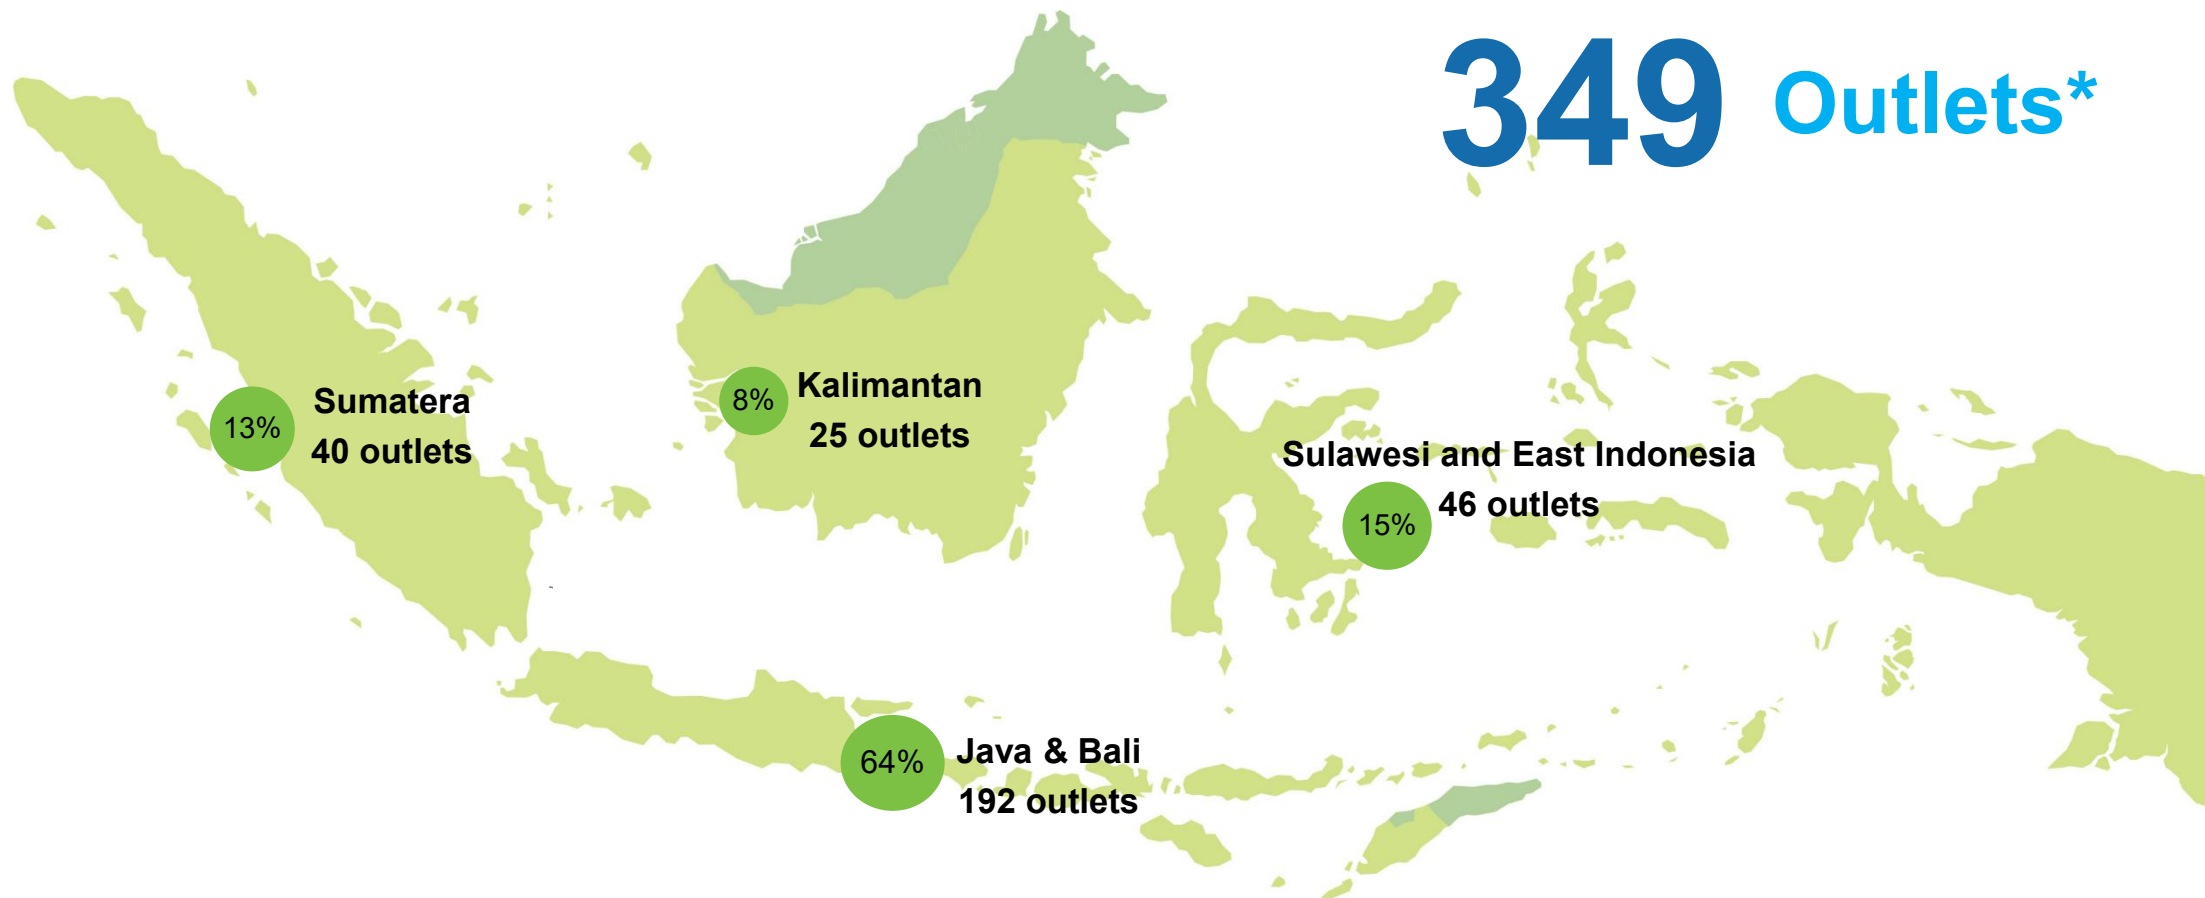 349 Outlets*
13%
Sumatera
40 outlets
8%
Kalimantan
25 outlets
Sulawesi and East Indonesia
46 outlets
15%
64%
Java & Bali
192 outlets